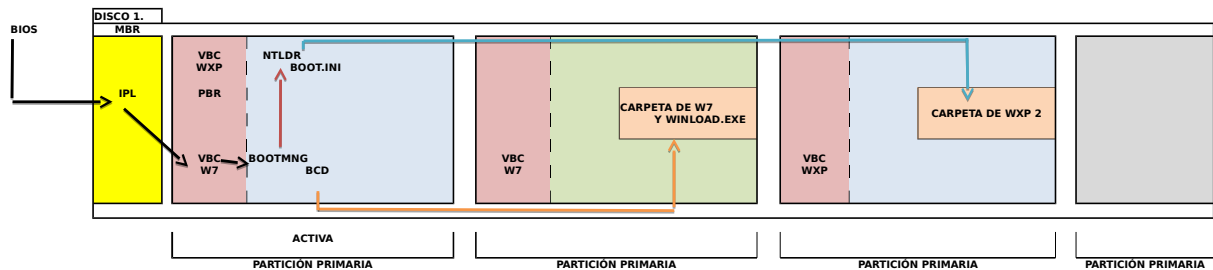 DISCO 1.
BIOS
MBR
IPL
VBC
WXP
PBR
VBC
W7
NTLDR
BOOT.INI
BOOTMNG
BCD
VBC
W7
CARPETA DE W7
Y WINLOAD.EXE
VBC
WXP
CARPETA DE WXP 2
ACTIVA
PARTICIÓN PRIMARIA
PARTICIÓN PRIMARIA
PARTICIÓN PRIMARIA
PARTICIÓN PRIMARIA